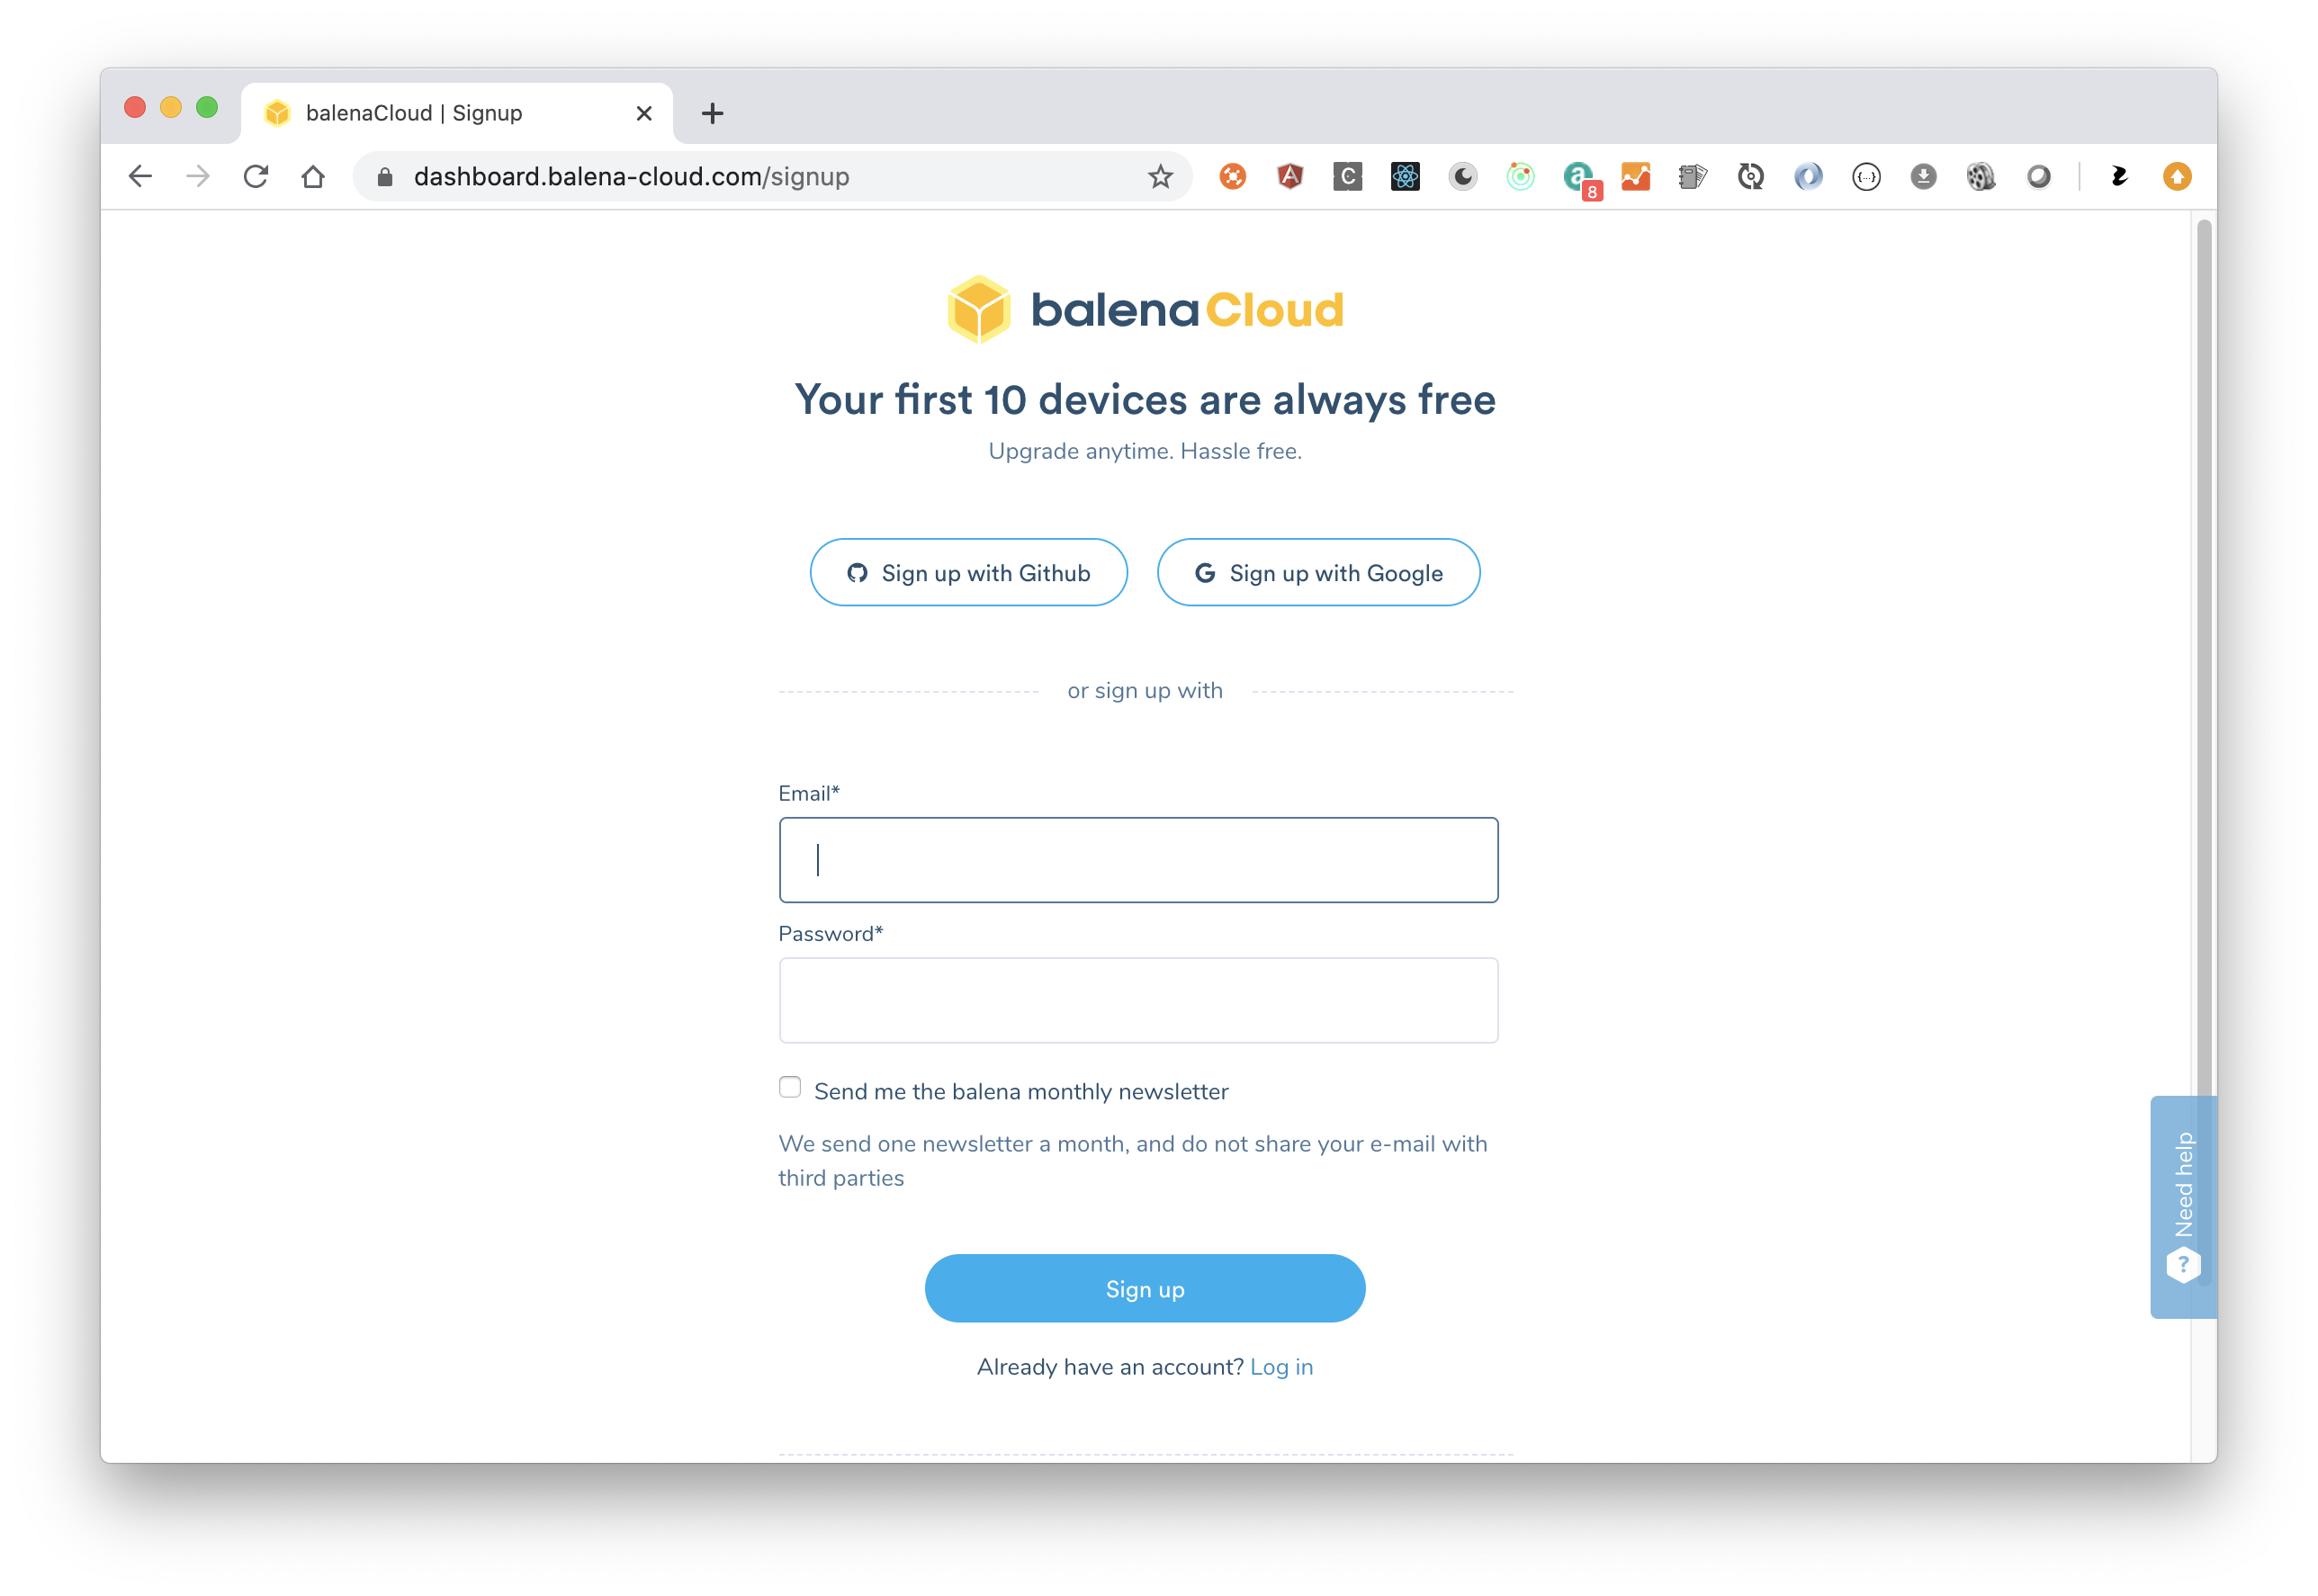 balenaCloud | Signup
dashboard.balena-cloud.com/signup
C
a
8
{...}
balenaCloud
Your first 10 devices are always free
Upgrade anytime. Hassle free.
Sign up with Github
G Sign up with Google
or sign up with
Email*
Password*
Send me the balena monthly newsletter
We send one newsletter a month, and do not share your e-mail with
third parties
Need help
?
Sign up
Already have an account? Log in